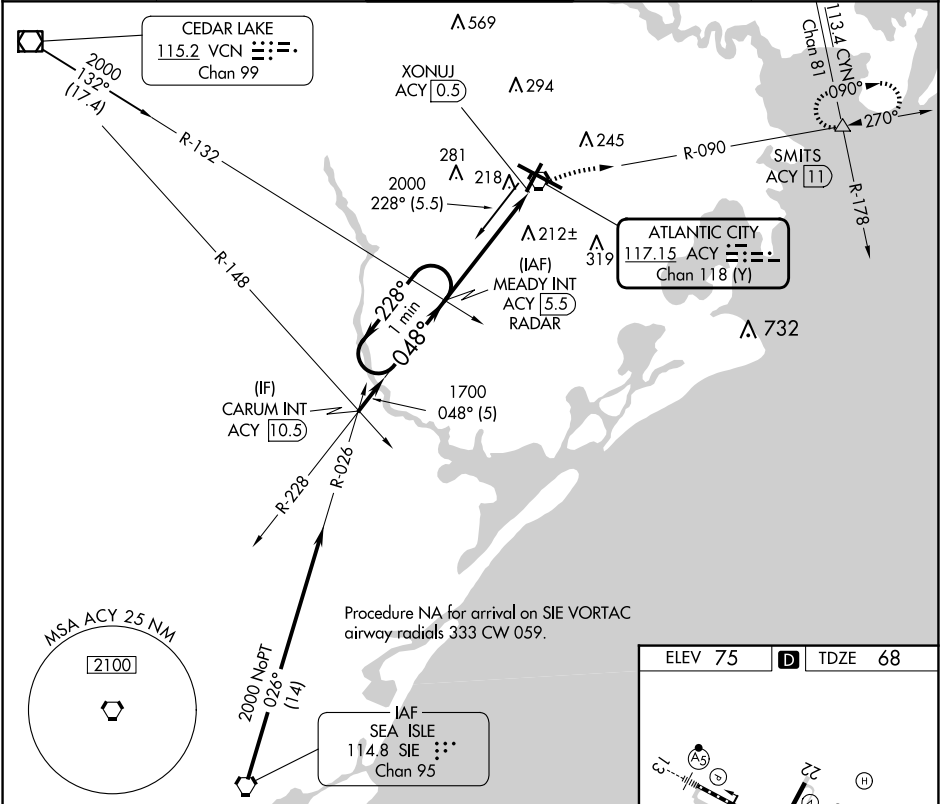 CEDAR LAKE
115.2 VCN
Chan 99
569
113.4 CYN
Chan 81
XONUJ
ACY 0.5
294
2000
132°
(17.4)
090°
270°
245
R-132
281
218
R-090
SMITS
ACY 11
2000
228° (5.5)
R-178
212±
319
ATLANTIC CITY
117.15 ACY
Chan 118 (Y)
R-148
(IAF)
MEADY INT
ACY 5.5
RADAR
228°
1 min
048°
732
(IF)
CARUM INT
ACY 10.5
1700
048° (5)
R-228
R-026
Procedure NA for arrival on SIE VORTAC
airway radials 333 CW 059.
MSA ACY 25 NM
2100
2000 NoPT
026°
(14)
IAF
SEA ISLE
114.8 SIE
Chan 95
ELEV 75
D
TDZE 68
A5
P
13
22
H